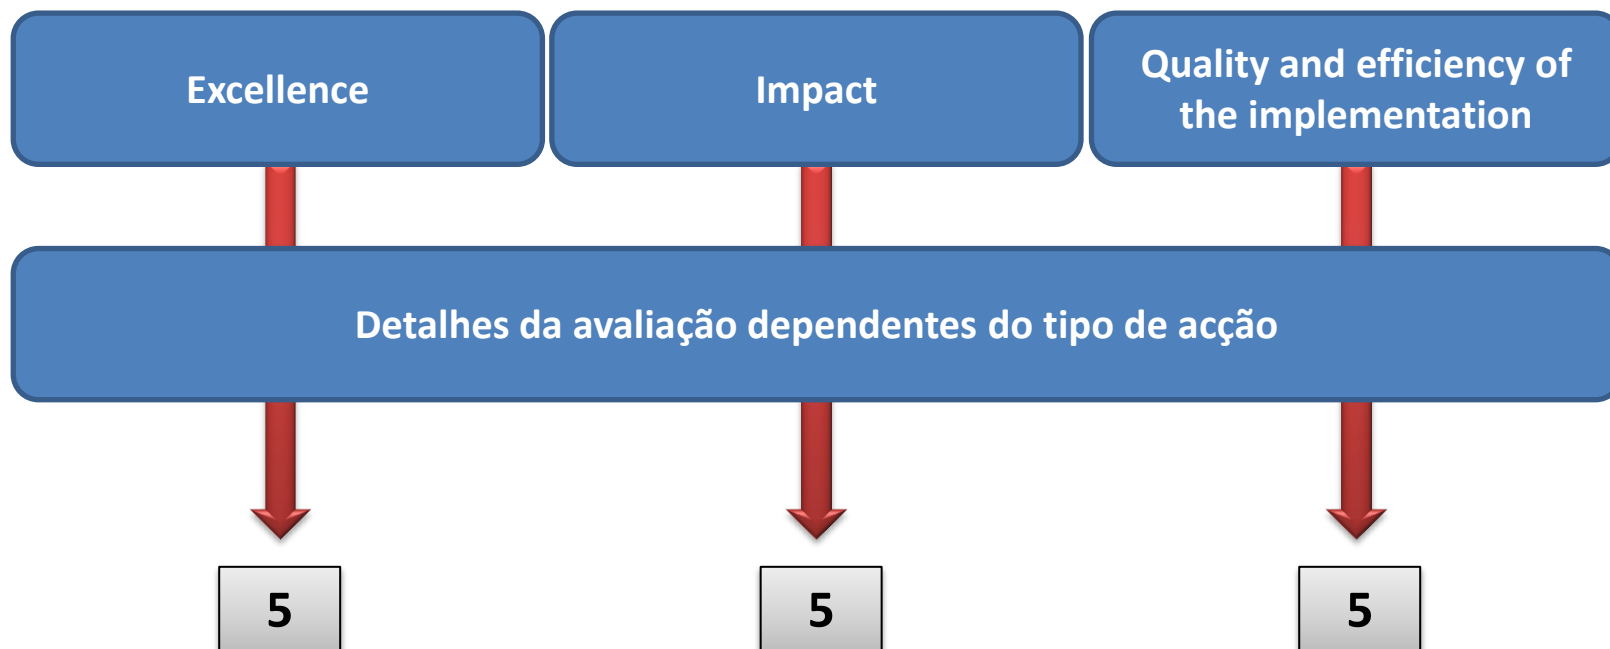 Excellence
Impact
Quality and efficiency of
the implementation
Detalhes da avaliação dependentes do tipo de acção
5
5
5